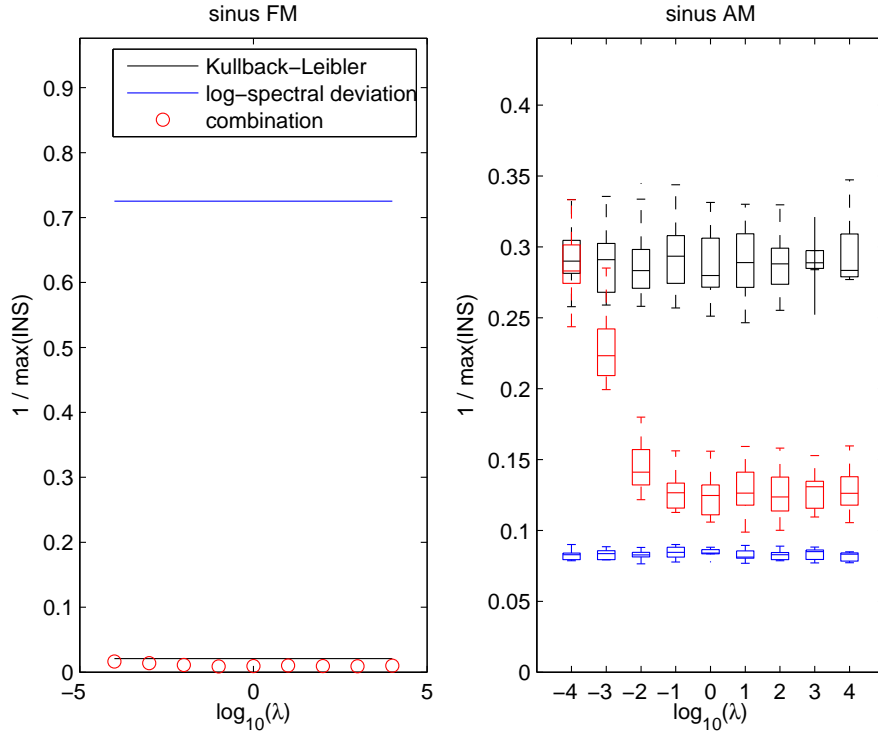 sinus FM
sinus AM
Kullback−Leibler
log−spectral deviation
combination
0.9
0.8
0.7
0.6
0.5
0.4
0.3
0.2
0.1
0
1 / max(INS)
−5
0
5
log10(λ)
0.4
0.35
0.3
0.25
0.2
0.15
0.1
0.05
0
1 / max(INS)
−4 −3 −2 −1 0 1 2 3 4
log10(λ)